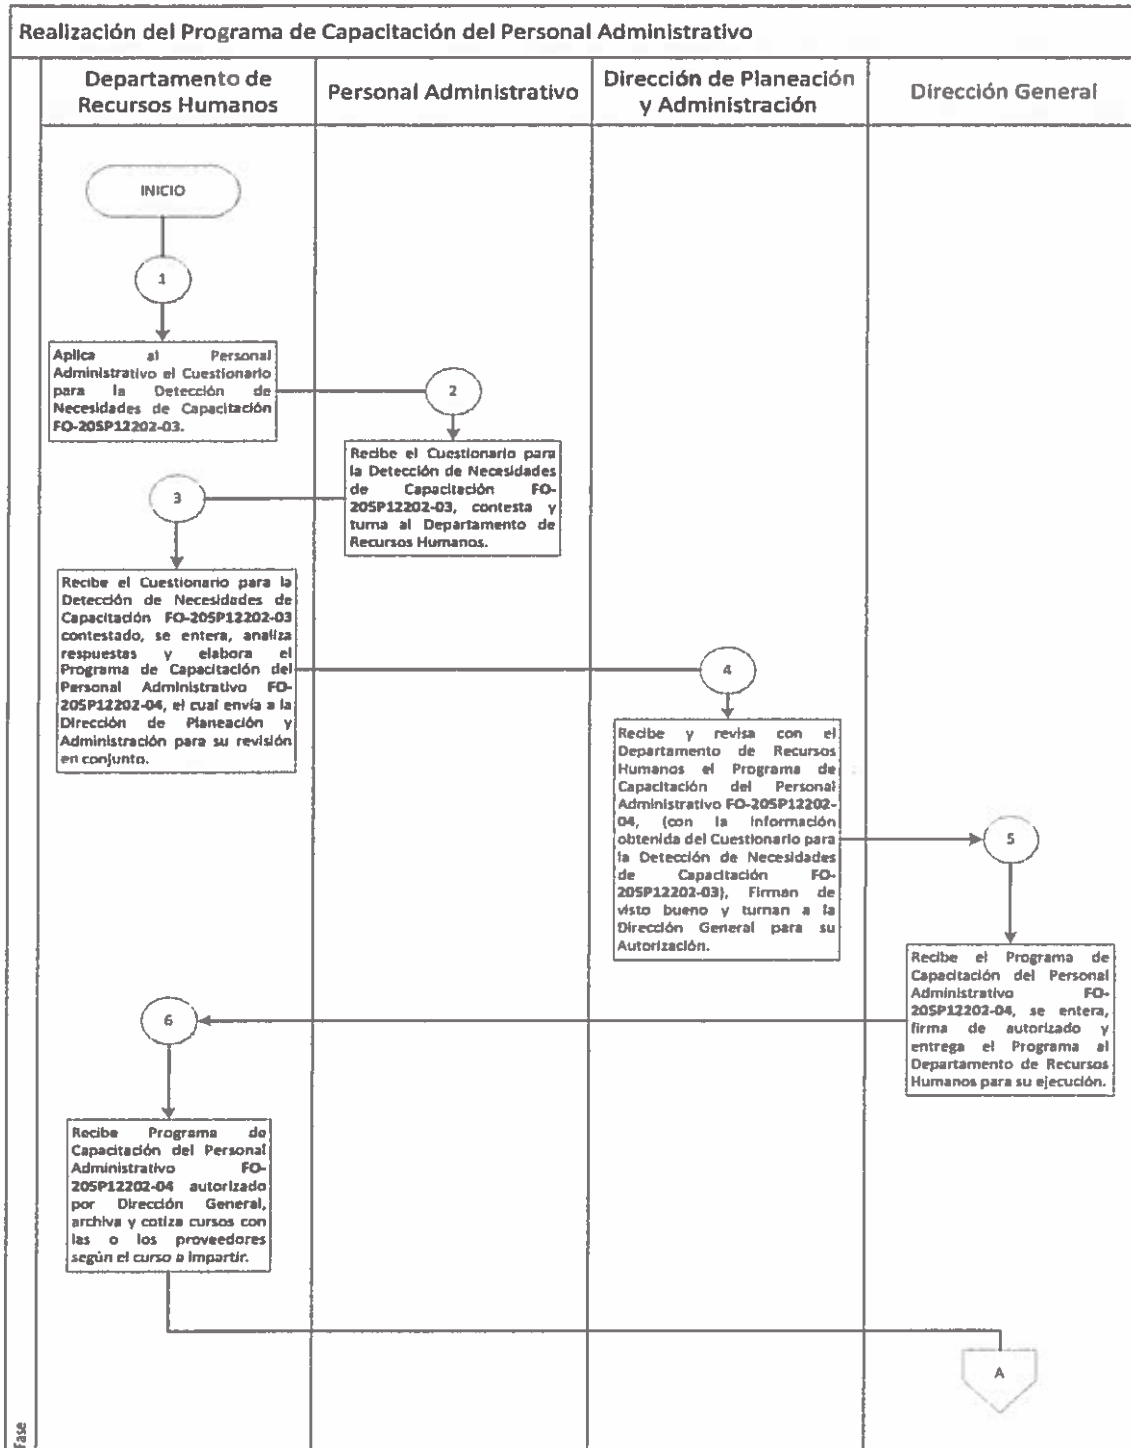 Realización del Programa de Capacitación del Personal Administrativo
Departamento de
Recursos Humanos
Personal Administrativo
Dirección de Planeación
y Administración
Dirección General
INICIO
1
Aplica al Personal
Administrativo el Cuestionario
para la Detección de
Necesidades de Capacitación
FO-205P12202-03.
2
Recibe el Cuestionario para
la Detección de Necesidades
de Capacitación FO-
205P12202-03, contesta y
turna al Departamento de
Recursos Humanos.
3
Recibe el Cuestionario para la
Detección de Necesidades de
Capacitación FO-205P12202-03
contestado, se entera, analiza
respuestas y elabora el
Programa de Capacitación del
Personal Administrativo FO-
205P12202-04, el cual envía a la
Dirección de Planeación y
Administración para su revisión
en conjunto.
4
Recibe y revisa con el
Departamento de Recursos
Humanos el Programa de
Capacitación del Personal
Administrativo FO-205P12202-
04, (con la información
obtenida del Cuestionario para
la Detección de Necesidades
de Capacitación FO-
205P12202-03), Firman de
visto bueno y turnan a la
Dirección General para su
Autorización.
5
Recibe el Programa de
Capacitación del Personal
Administrativo FO-
205P12202-04, se entera,
firma de autorizado y
entrega el Programa al
Departamento de Recursos
Humanos para su ejecución.
6
Recibe Programa de
Capacitación del Personal
Administrativo FO-
205P12202-04 autorizado
por Dirección General,
archiva y cotiza cursos con
las o los proveedores
según el curso a impartir.
A
Fase